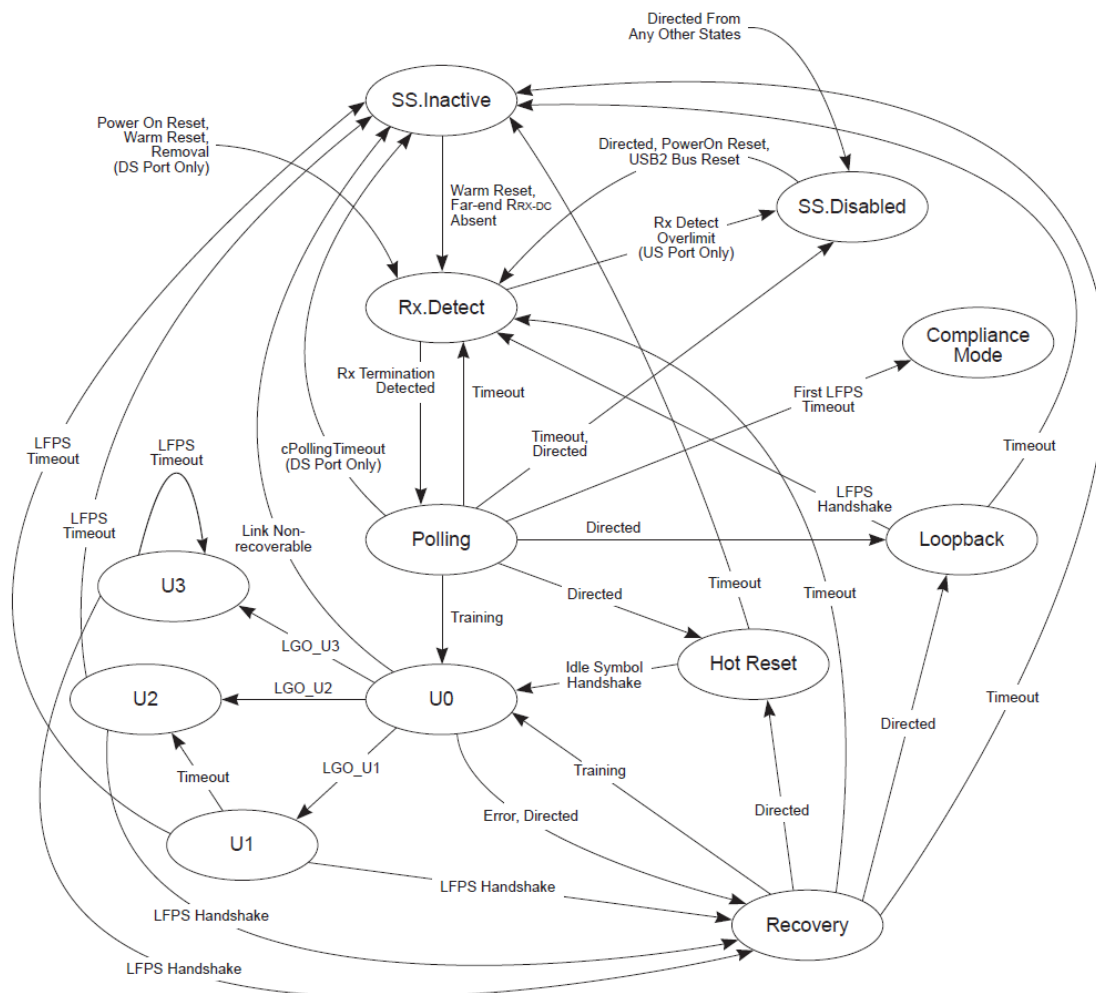 Directed From
Any Other States
SS.Inactive
Power On Reset,
Warm Reset,
Removal
(DS Port Only)
Directed, PowerOn Reset,
USB2 Bus Reset
Warm Reset,
Far-end RRX-DC
Absent
SS.Disabled
Rx Detect
Overlimit
(US Port Only)
Rx.Detect
Compliance
Mode
Rx Termination
Detected
Timeout
First LFPS
Timeout
LFPS
Timeout
LFPS
Timeout
cPollingTimeout
(DS Port Only)
Timeout,
Directed
Timeout
LFPS
Handshake
LFPS
Timeout
Link Non-
recoverable
Polling
Directed
Loopback
U3
Timeout
Timeout
Directed
Training
LGO_U3
Idle Symbol
Handshake
Hot Reset
U2
LGO_U2
U0
Timeout
Directed
LGO_U1
Training
Timeout
Error, Directed
Directed
U1
LFPS Handshake
LFPS Handshake
Recovery
LFPS Handshake